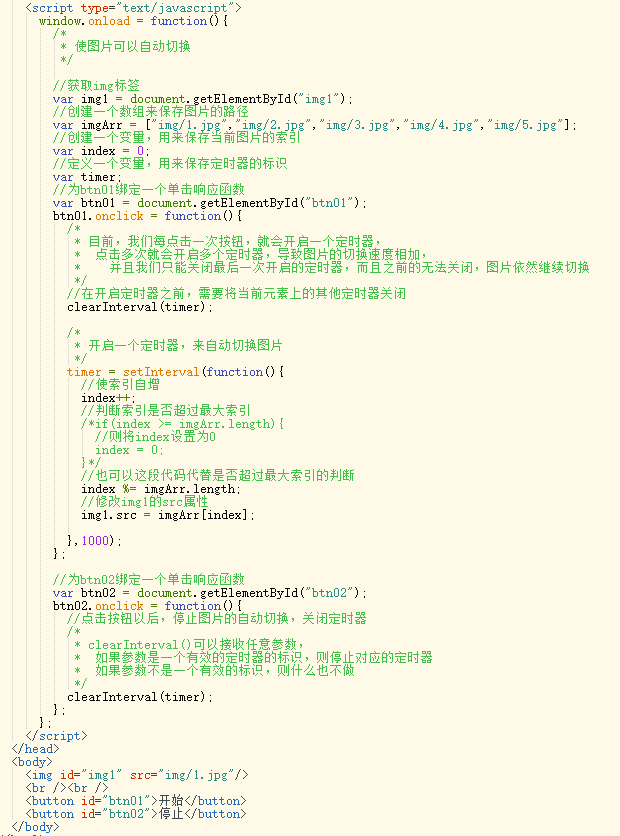 <script type="text/javascript">
window.onload = function(){
/*
* 使图片可以自动切换
*/
//获取img标签
var img1 = document.getElementById("img1");
//创建一个数组来保存图片的路径
var imgArr = ["img/1.jpg","img/2.jpg","img/3.jpg","img/4.jpg","img/5.jpg"];
//创建一个变量，用来保存当前图片的索引
var index = 0;
//定义一个变量，用来保存定时器的标识
var timer;
//为btn01绑定一个单击响应函数
var btn01 = document.getElementById("btn01");
btn01.onclick = function(){
/*
* 目前，我们每点击一次按钮，就会开启一个定时器，
* 点击多次就会开启多个定时器，导致图片的切换速度相加，
* 并且我们只能关闭最后一次开启的定时器，而且之前的无法关闭，图片依然继续切换
*/
//在开启定时器之前，需要将当前元素上的其他定时器关闭
clearInterval(timer);
/*
* 开启一个定时器，来自动切换图片
*/
timer = setInterval(function(){
//使索引自增
index++;
//判断索引是否超过最大索引
/*if(index >= imgArr.length){
//则将index设置为0
index = 0;
}*/
//也可以这段代码代替是否超过最大索引的判断
index %= imgArr.length;
//修改img1的src属性
img1.src = imgArr[index];
},1000);
};
//为btn02绑定一个单击响应函数
var btn02 = document.getElementById("btn02");
btn02.onclick = function(){
//点击按钮以后，停止图片的自动切换，关闭定时器
/*
* clearInterval()可以接收任意参数，
* 如果参数是一个有效的定时器的标识，则停止对应的定时器
* 如果参数不是一个有效的标识，则什么也不做
*/
clearInterval(timer);
};
};
</script>
</head>
<body>
<img id="img1" src="img/1.jpg"/>
<br /><br />
<button id="btn01">开始</button>
<button id="btn02">停止</button>
</body>